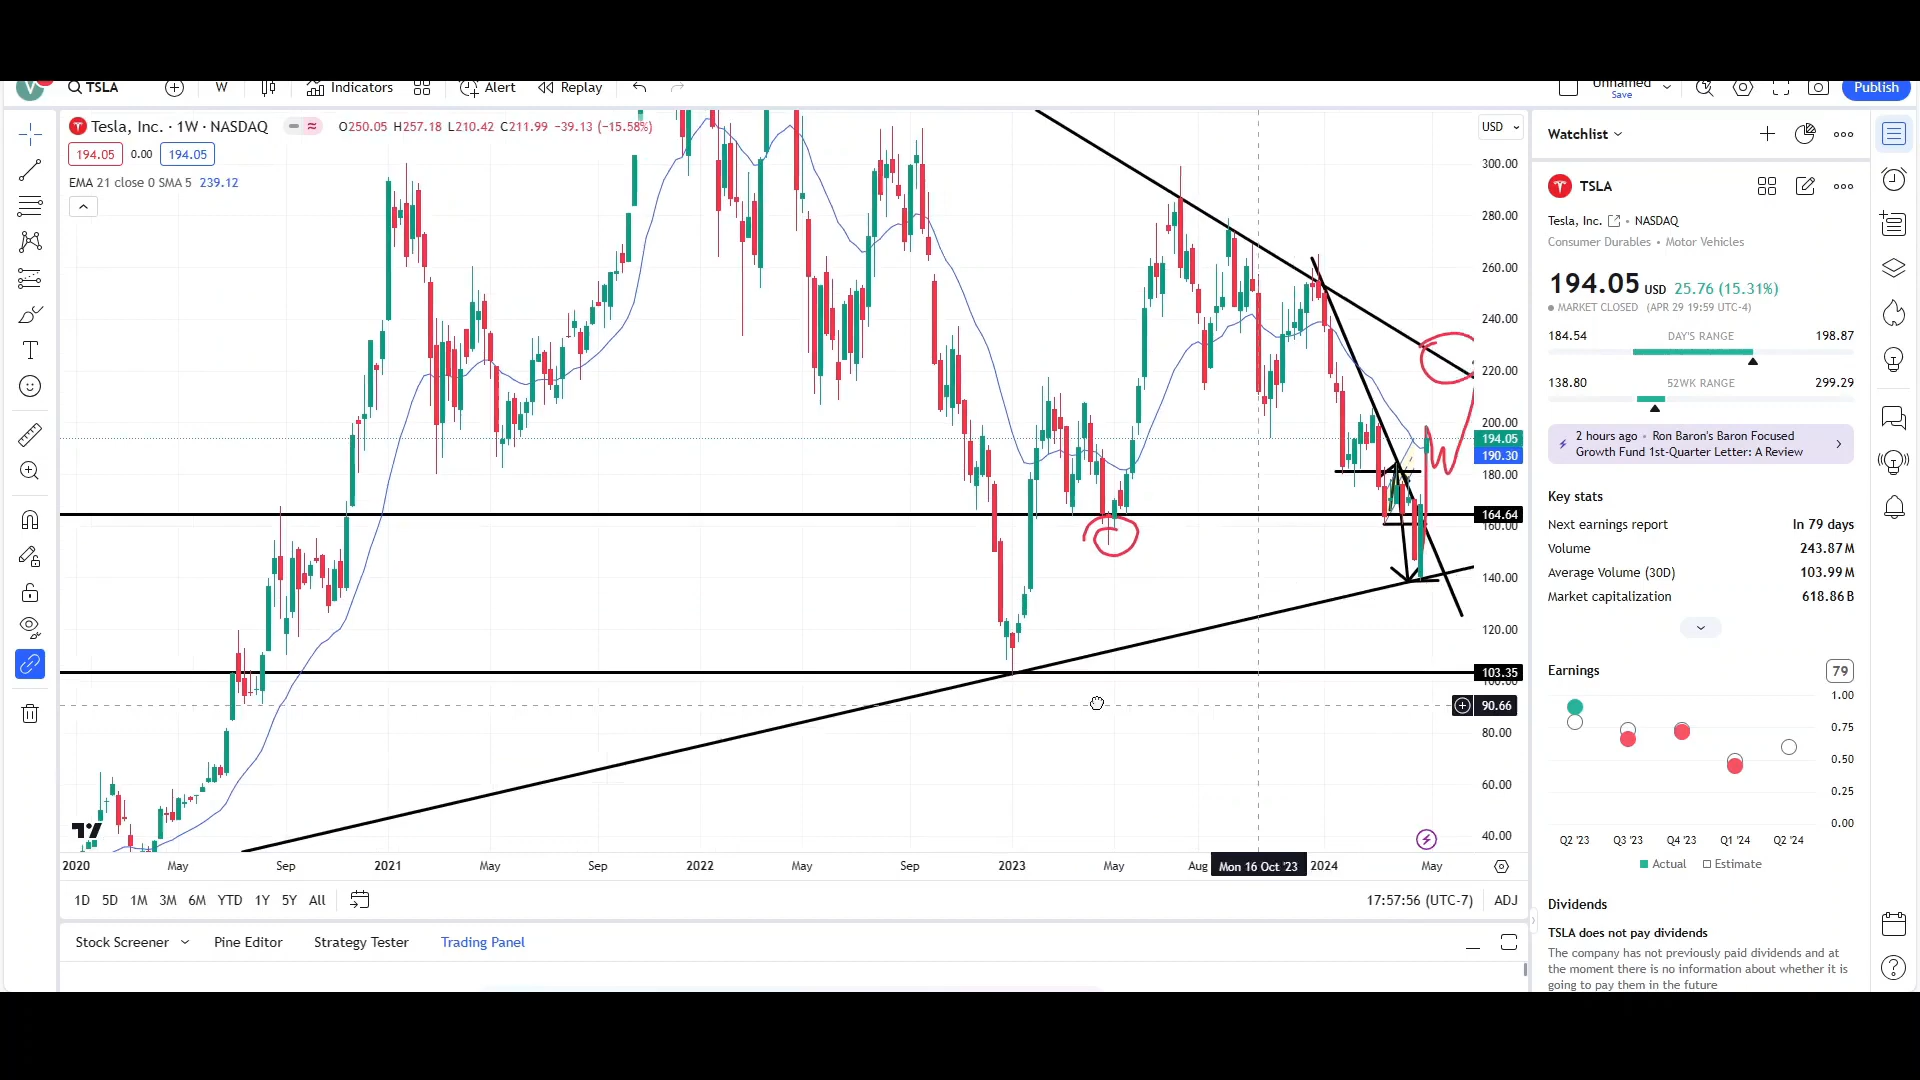 TSLA W Indicators Alert Replay Unnamed Save Publish
Tesla, Inc. · 1W · NASDAQ O250.05 H257.18 L210.42 C211.99 −39.13 (−15.58%)
194.05 0.00 194.05
EMA 21 close 0 SMA 5 239.12
USD
300.00
280.00
260.00
240.00
220.00
200.00
194.05
190.30
180.00
164.64
160.00
140.00
120.00
103.35
100.00
90.66
80.00
60.00
40.00
2020 May Sep 2021 May Sep 2022 May Sep 2023 May Aug Mon 16 Oct '23 2024 May
1D 5D 1M 3M 6M YTD 1Y 5Y All 17:57:56 (UTC-7) ADJ
Stock Screener Pine Editor Strategy Tester Trading Panel
Watchlist
TSLA
Tesla, Inc. • NASDAQ
Consumer Durables • Motor Vehicles
194.05 USD 25.76 (15.31%)
MARKET CLOSED (APR 29 19:59 UTC-4)
184.54 DAY'S RANGE 198.87
138.80 52WK RANGE 299.29
2 hours ago • Ron Baron's Baron Focused
Growth Fund 1st-Quarter Letter: A Review
Key stats
Next earnings report In 79 days
Volume 243.87M
Average Volume (30D) 103.99M
Market capitalization 618.86B
Earnings 79
1.00
0.75
0.50
0.25
0.00
Q2 '23 Q3 '23 Q4 '23 Q1 '24 Q2 '24
Actual Estimate
Dividends
TSLA does not pay dividends
The company has not previously paid dividends and at
the moment there is no information about whether it is
going to pay them in the future